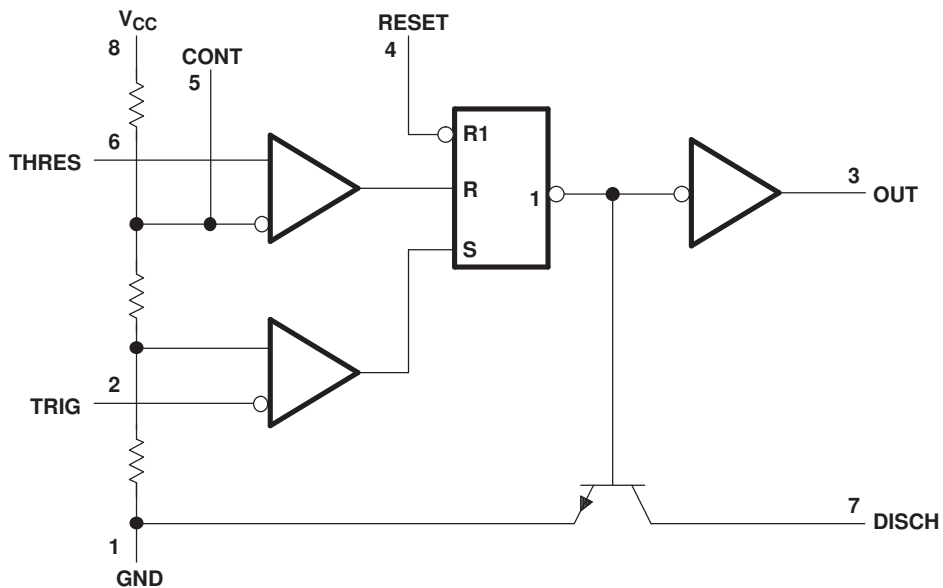 VCC
8
CONT
5
RESET
4
6
THRES
R1
R
1
S
3
OUT
2
TRIG
7
DISCH
1
GND